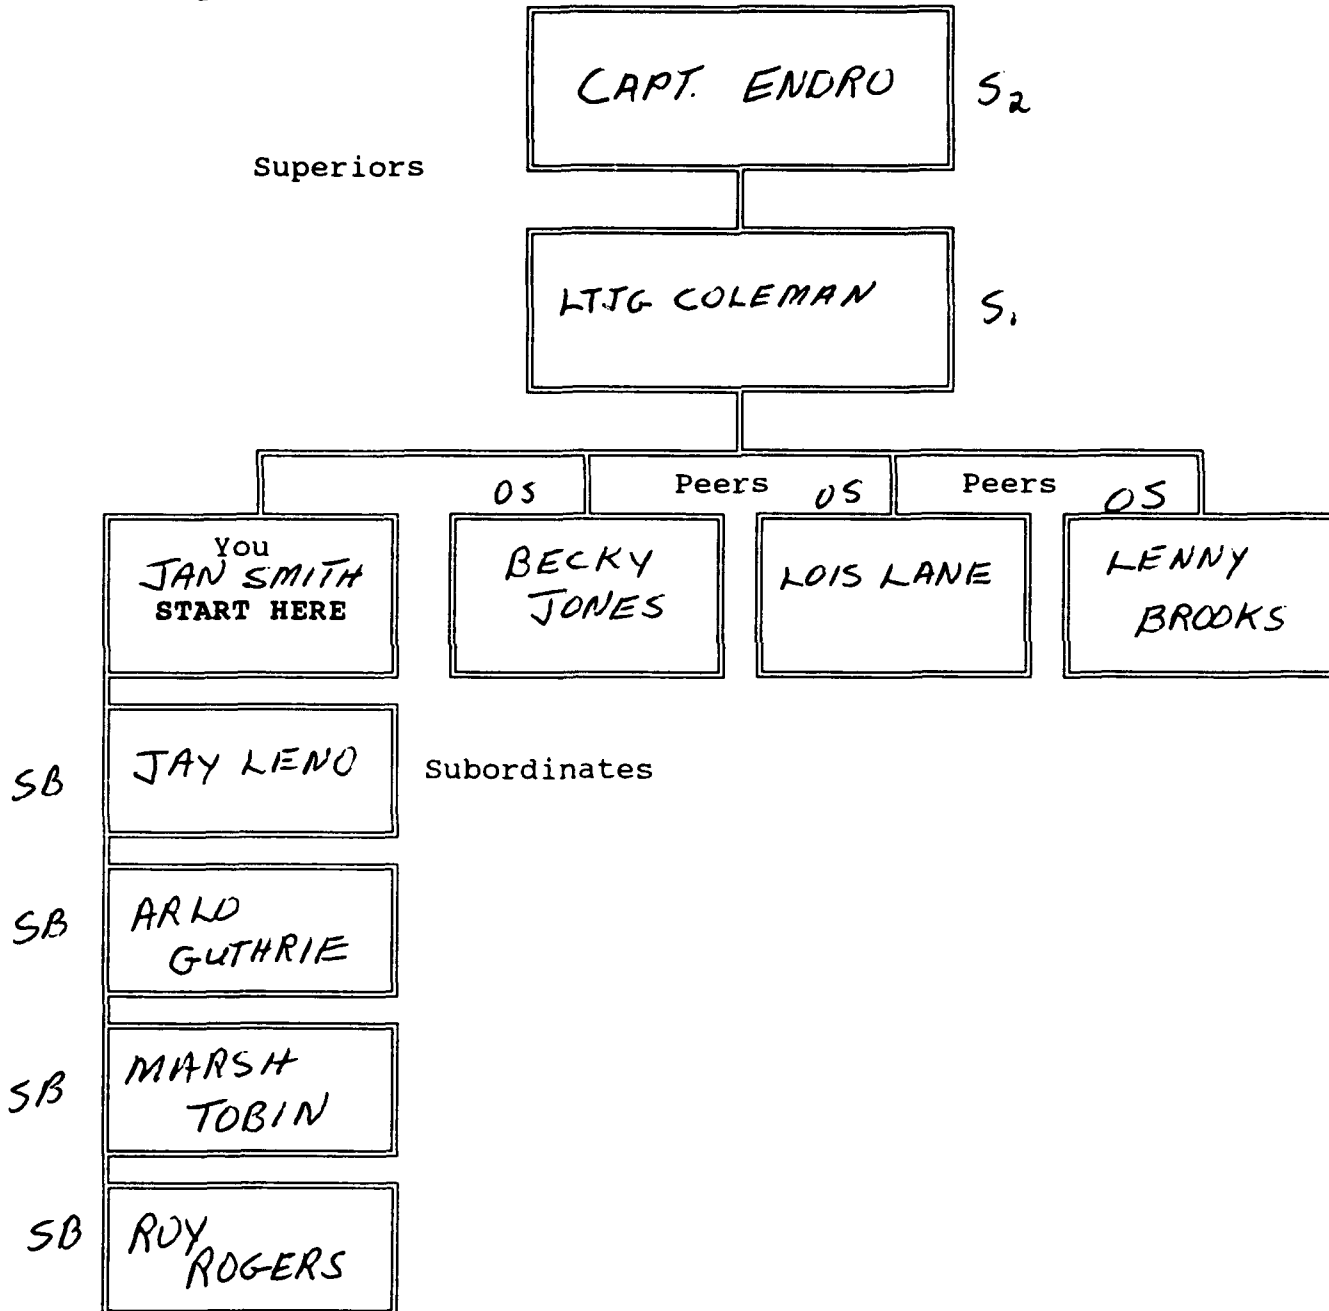 CAPT. ENDRO S2
Superiors
LTJG COLEMAN S1
OS Peers OS Peers OS
You
JAN SMITH
START HERE
BECKY
JONES
LOIS LANE
LENNY
BROOKS
SB JAY LENO Subordinates
SB ARLO
GUTHRIE
SB MARSH
TOBIN
SB ROY
ROGERS